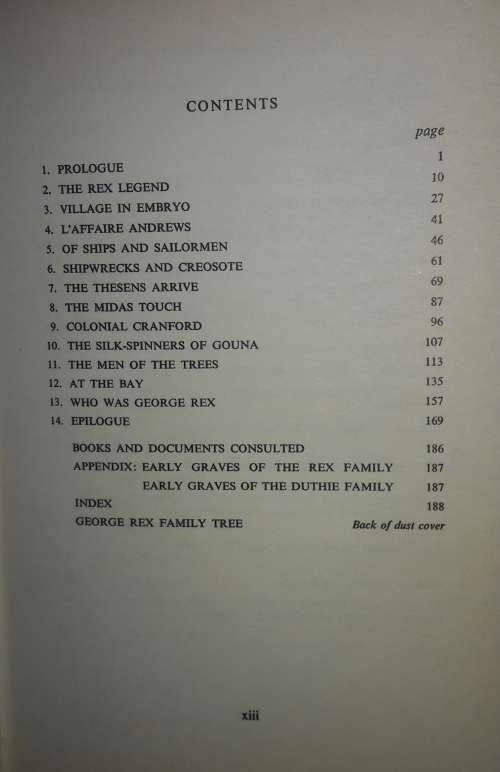 CONTENTS
page
1. PROLOGUE 1
2. THE REX LEGEND 10
3. VILLAGE IN EMBRYO 27
4. L'AFFAIRE ANDREWS 41
5. OF SHIPS AND SAILORMEN 46
6. SHIPWRECKS AND CREOSOTE 61
7. THE THESENS ARRIVE 69
8. THE MIDAS TOUCH 87
9. COLONIAL CRANFORD 96
10. THE SILK-SPINNERS OF GOUNA 107
11. THE MEN OF THE TREES 113
12. AT THE BAY 135
13. WHO WAS GEORGE REX 157
14. EPILOGUE 169
BOOKS AND DOCUMENTS CONSULTED 186
APPENDIX: EARLY GRAVES OF THE REX FAMILY 187
EARLY GRAVES OF THE DUTHIE FAMILY 187
INDEX 188
GEORGE REX FAMILY TREE Back of dust cover
xiii